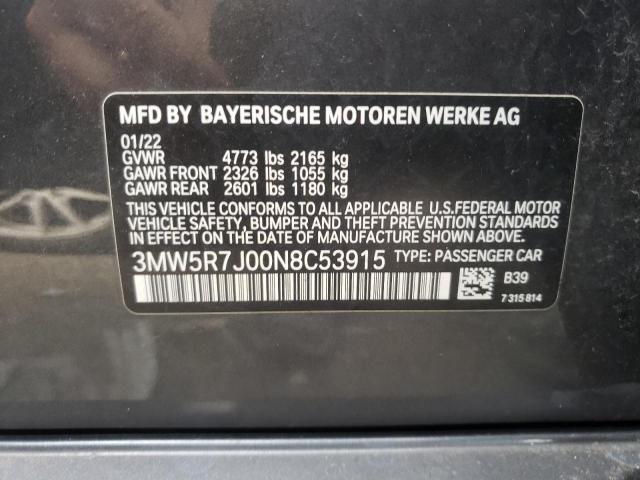 MFD BY BAYERISCHE MOTOREN WERKE AG
01/22
GVWR 4773 lbs 2165 kg
GAWR FRONT 2326 lbs 1055 kg
GAWR REAR 2601 lbs 1180 kg
THIS VEHICLE CONFORMS TO ALL APPLICABLE U.S.FEDERAL MOTOR
VEHICLE SAFETY, BUMPER AND THEFT PREVENTION STANDARDS
IN EFFECT ON THE DATE OF MANUFACTURE SHOWN ABOVE.
3MW5R7J00N8C53915 TYPE: PASSENGER CAR
B39
7 315 814